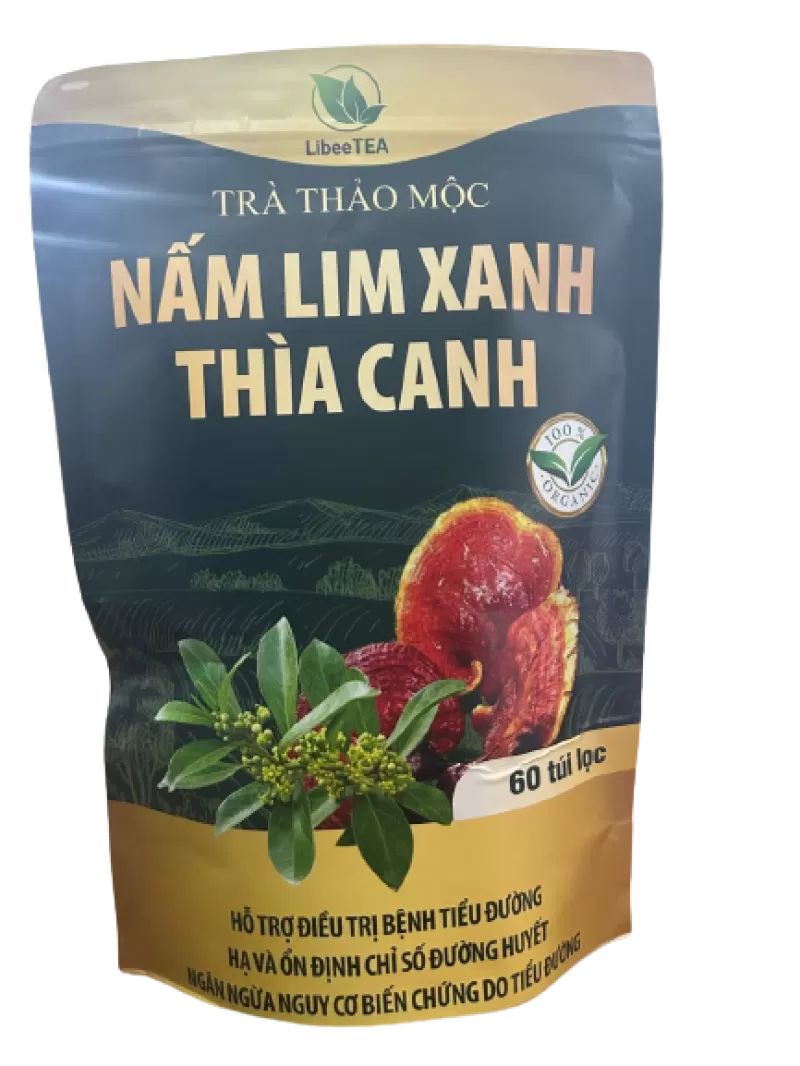 LibeeTEA
TRÀ THẢO MỘC
NẤM LIM XANH
THÌA CANH
100 %
ORGANIC
60 túi lọc
HỖ TRỢ ĐIỀU TRỊ BỆNH TIỂU ĐƯỜNG
HẠ VÀ ỔN ĐỊNH CHỈ SỐ ĐƯỜNG HUYẾT
NGĂN NGỪA NGUY CƠ BIẾN CHỨNG DO TIỂU ĐƯỜNG